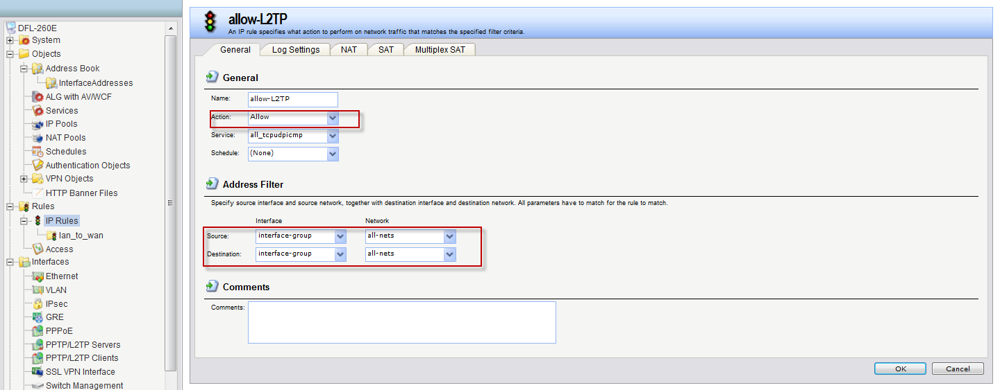 DFL-260E
System
Objects
Address Book
InterfaceAddresses
ALG with AV/WCF
Services
IP Pools
NAT Pools
Schedules
Authentication Objects
VPN Objects
HTTP Banner Files
Rules
IP Rules
lan_to_wan
Access
Interfaces
Ethernet
VLAN
IPsec
GRE
PPPoE
PPTP/L2TP Servers
PPTP/L2TP Clients
SSL VPN Interface
Switch Management
allow-L2TP
An IP rule specifies what action to perform on network traffic that matches the specified filter criteria.
General Log Settings NAT SAT Multiplex SAT
General
Name: allow-L2TP
Action: Allow
Service: all_tcpudpicmp
Schedule: (None)
Address Filter
Specify source interface and source network, together with destination interface and destination network. All parameters have to match for the rule to match.
Interface Network
Source: interface-group all-nets
Destination: interface-group all-nets
Comments
Comments:
OK Cancel